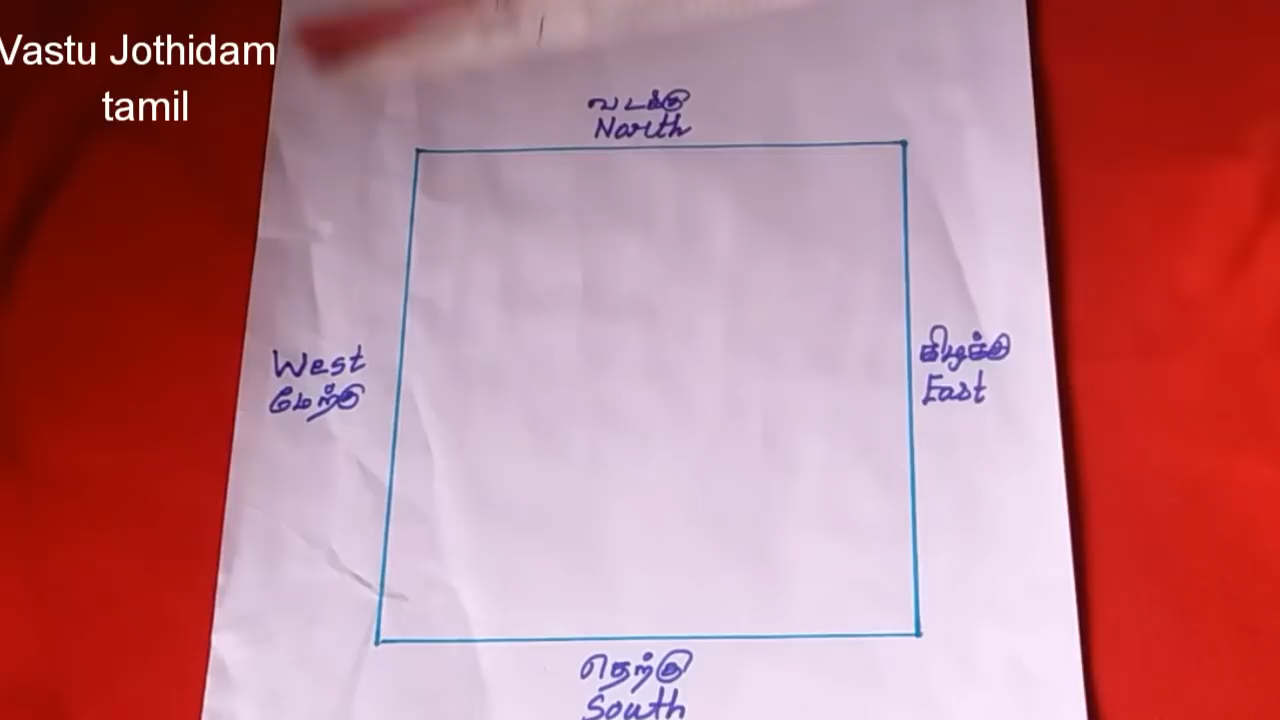 Vastu Jothidam
tamil
வடக்கு
North
West
மேற்கு
கிழக்கு
East
தெற்கு
South